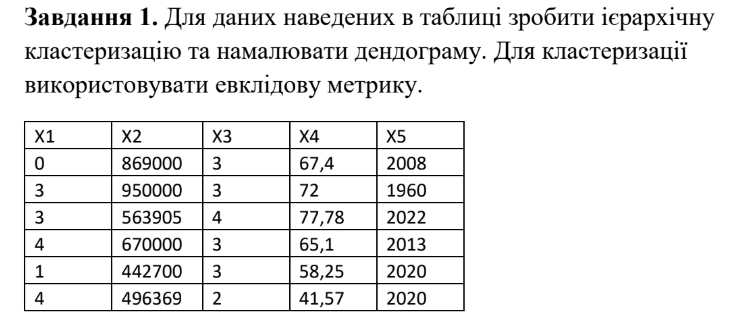 Завдання 1. Для даних наведених в таблиці зробити ієрархічну
кластеризацію та намалювати дендограму. Для кластеризації
використовувати евклідову метрику.
X1 X2 X3 X4 X5
0 869000 3 67,4 2008
3 950000 3 72 1960
3 563905 4 77,78 2022
4 670000 3 65,1 2013
1 442700 3 58,25 2020
4 496369 2 41,57 2020